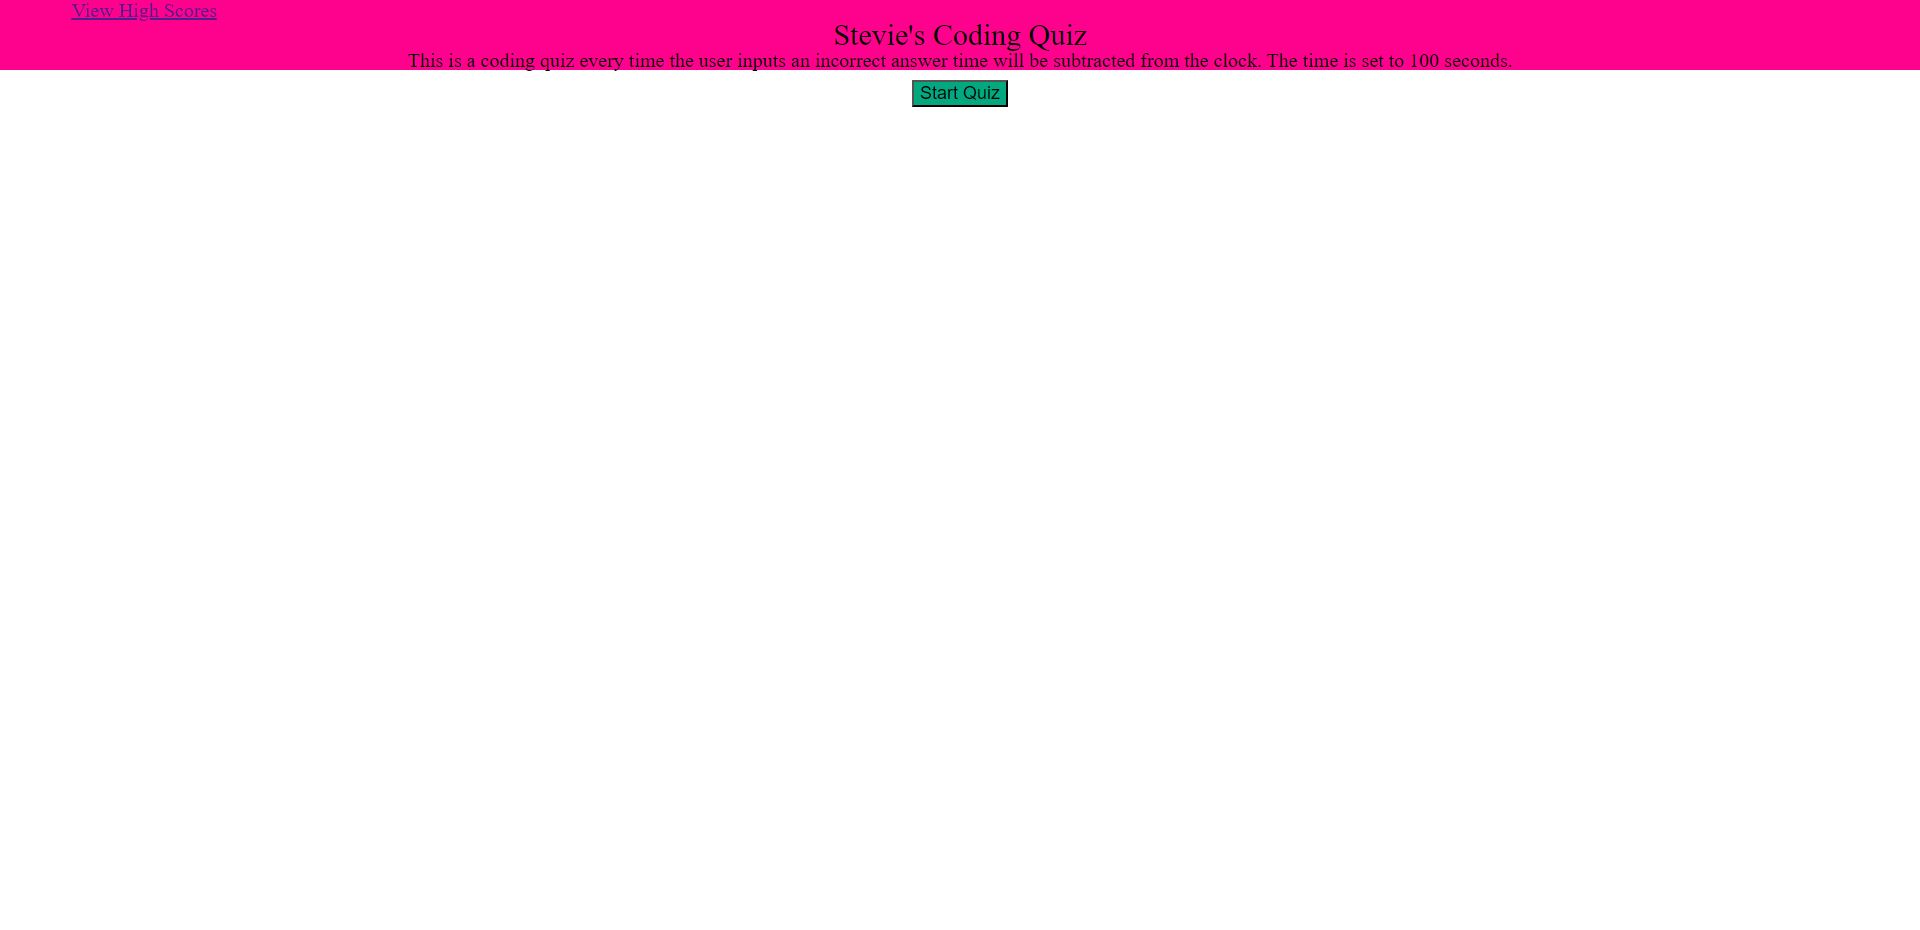 View High Scores
Stevie's Coding Quiz
This is a coding quiz every time the user inputs an incorrect answer time will be subtracted from the clock. The time is set to 100 seconds.
Start Quiz